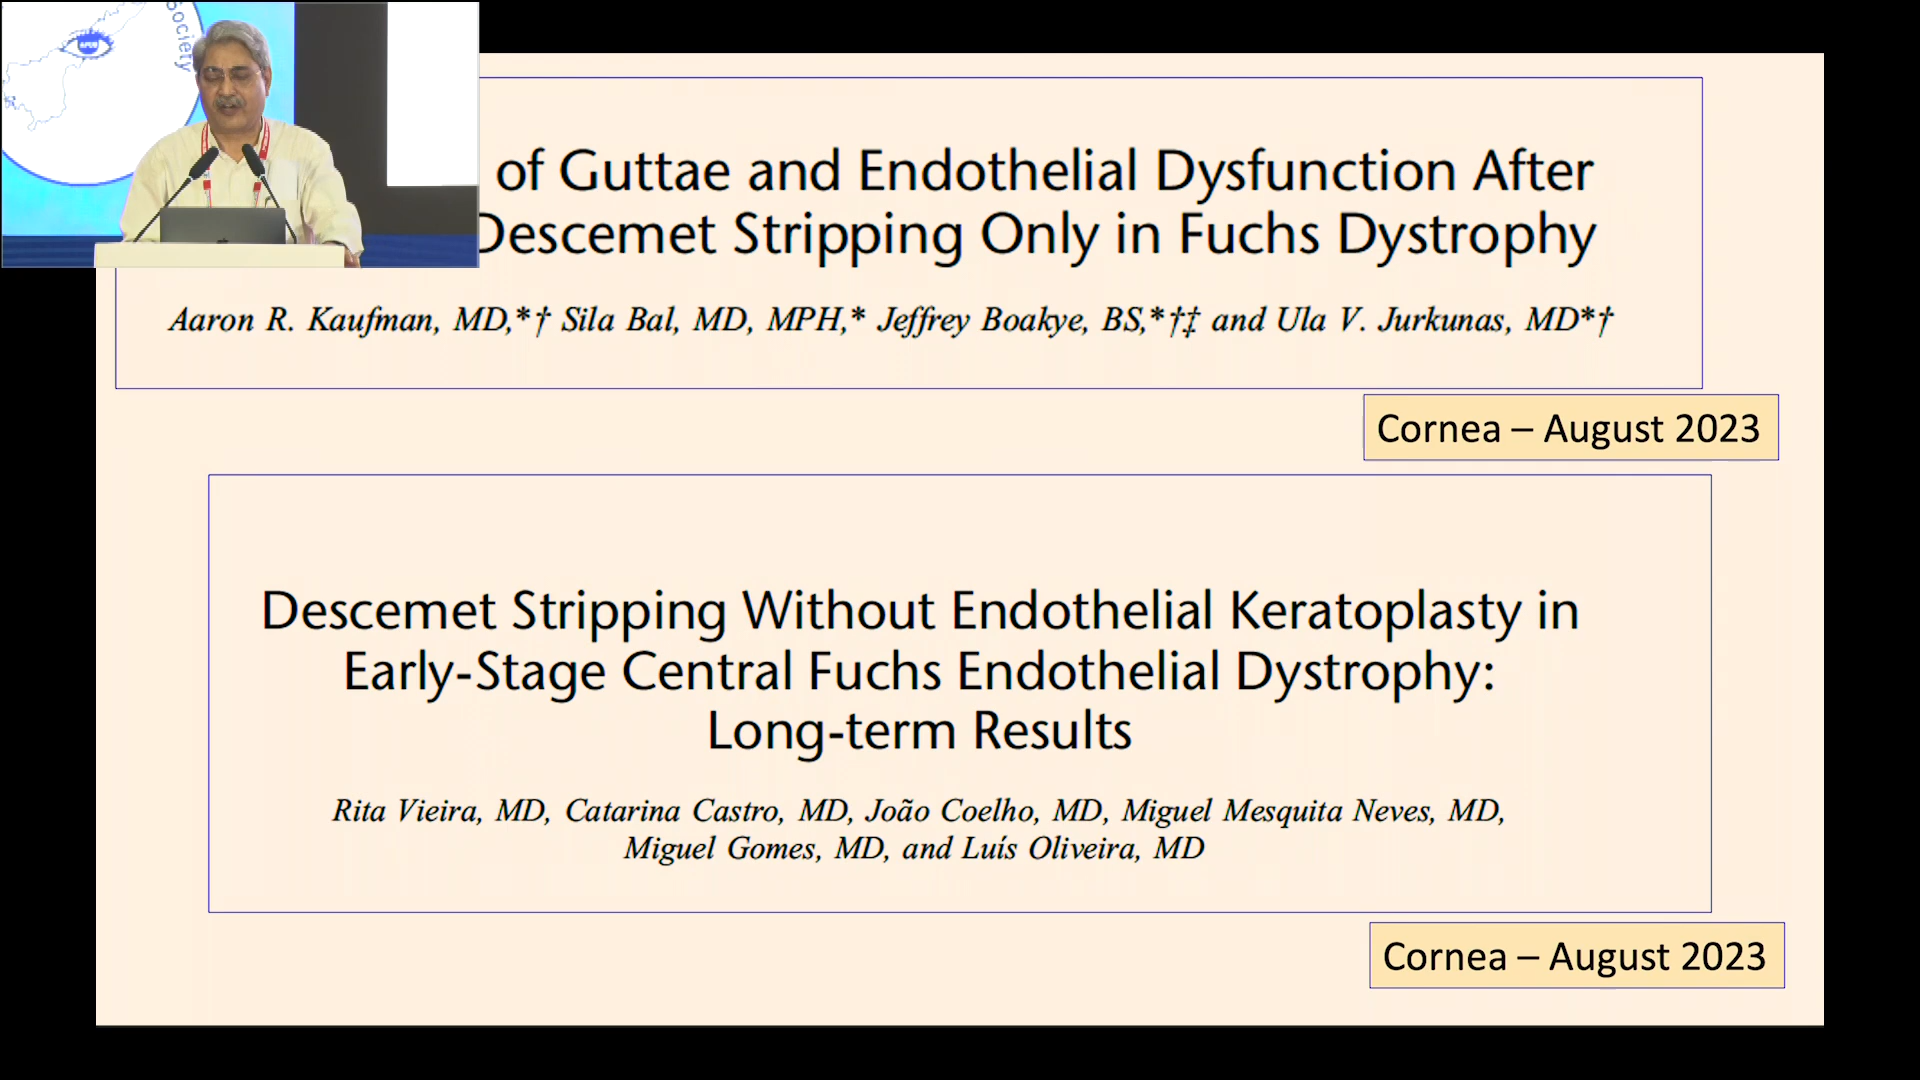 Society
of Guttae and Endothelial Dysfunction After
Descemet Stripping Only in Fuchs Dystrophy
Aaron R. Kaufman, MD,*† Sila Bal, MD, MPH,* Jeffrey Boakye, BS,*†‡ and Ula V. Jurkunas, MD*†
Cornea – August 2023
Descemet Stripping Without Endothelial Keratoplasty in
Early-Stage Central Fuchs Endothelial Dystrophy:
Long-term Results
Rita Vieira, MD, Catarina Castro, MD, João Coelho, MD, Miguel Mesquita Neves, MD,
Miguel Gomes, MD, and Luís Oliveira, MD
Cornea – August 2023